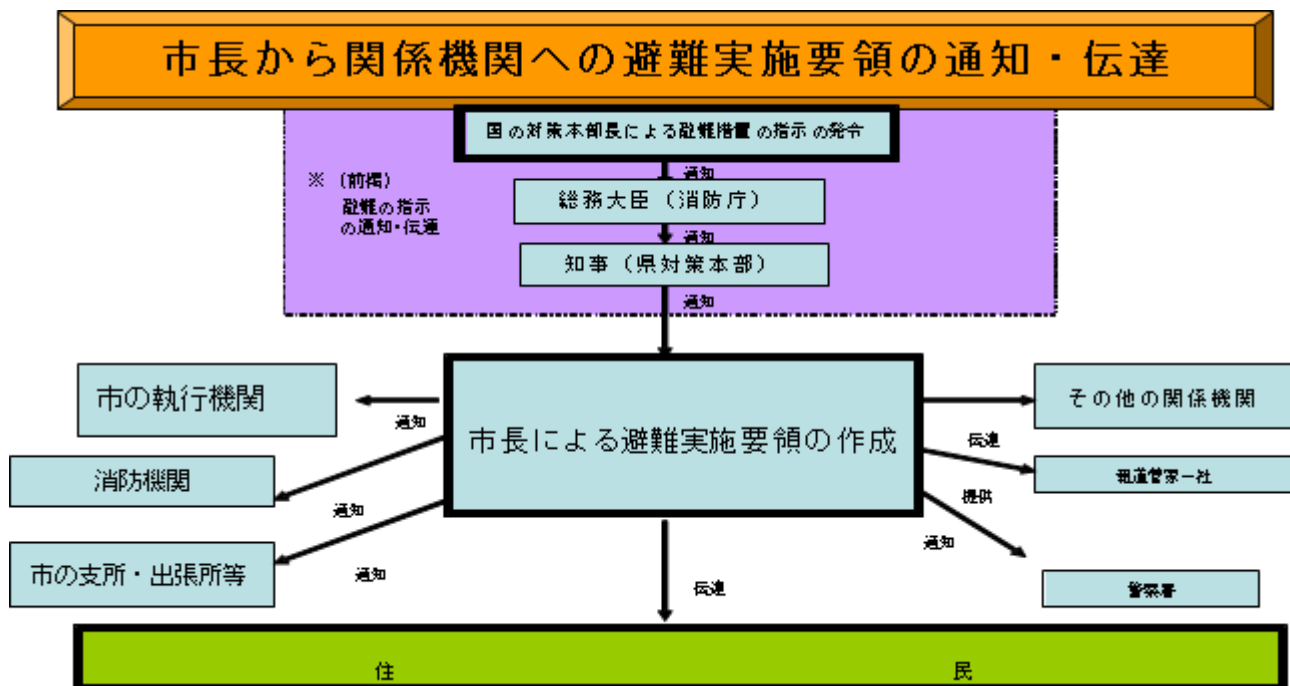 市長から関係機関への避難実施要領の通知・伝達
国の対策本部長による避難措置の指示の発令
通知
※ (前掲)
避難の指示
の通知・伝達
総務大臣（消防庁）
通知
知事（県対策本部）
通知
市の執行機関
その他の関係機関
通知
市長による避難実施要領の作成
伝達
消防機関
提供
通知
通知
市の支所・出張所等
通知
警察署
伝達
住 民